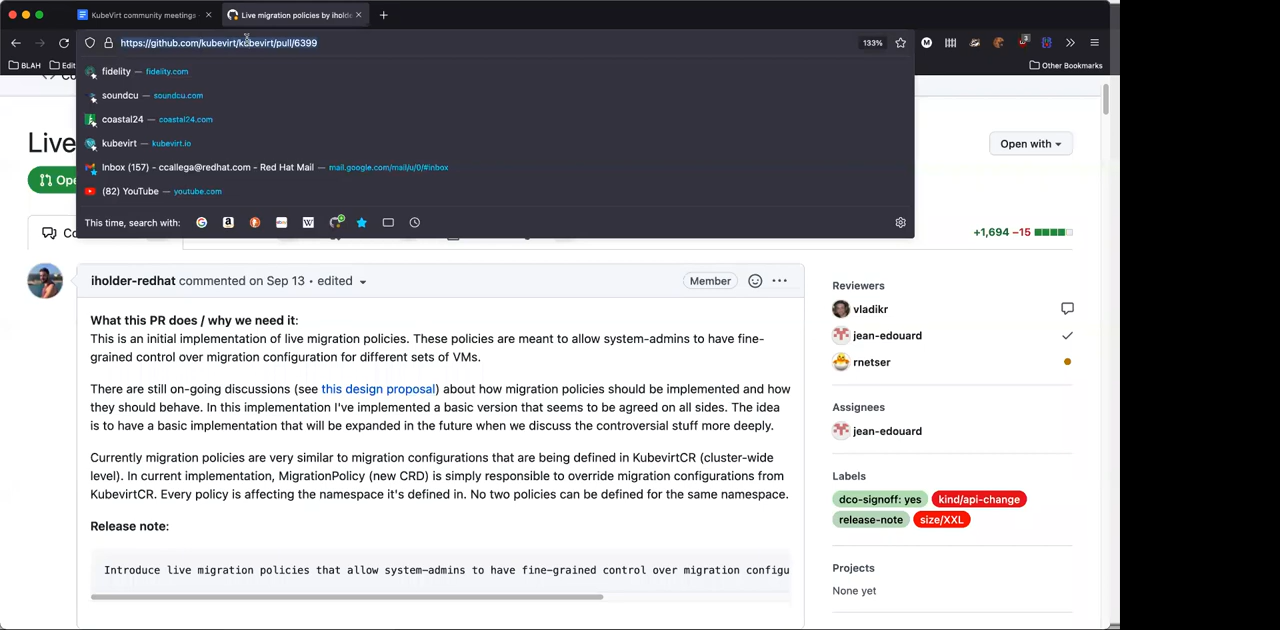 KubeVirt community meetings
Live migration policies by iholde
https://github.com/kubevirt/kubevirt/pull/6399
133%
3
BLAH
Edit
Other Bookmarks
fidelity — fidelity.com
soundcu — soundcu.com
coastal24 — coastal24.com
kubevirt — kubevirt.io
Inbox (157) - ccallega@redhat.com - Red Hat Mail — mail.google.com/mail/u/0/#inbox
(82) YouTube — youtube.com
This time, search with:
Live
Open with
Ope
Co
+1,694 −15
iholder-redhat commented on Sep 13 • edited
Member
What this PR does / why we need it:
This is an initial implementation of live migration policies. These policies are meant to allow system-admins to have fine-
grained control over migration configuration for different sets of VMs.
There are still on-going discussions (see this design proposal) about how migration policies should be implemented and how
they should behave. In this implementation I've implemented a basic version that seems to be agreed on all sides. The idea
is to have a basic implementation that will be expanded in the future when we discuss the controversial stuff more deeply.
Currently migration policies are very similar to migration configurations that are being defined in KubevirtCR (cluster-wide
level). In current implementation, MigrationPolicy (new CRD) is simply responsible to override migration configurations from
KubevirtCR. Every policy is affecting the namespace it's defined in. No two policies can be defined for the same namespace.
Release note:
Introduce live migration policies that allow system-admins to have fine-grained control over migration configu
Reviewers
vladikr
jean-edouard
rnetser
Assignees
jean-edouard
Labels
dco-signoff: yes
kind/api-change
release-note
size/XXL
Projects
None yet